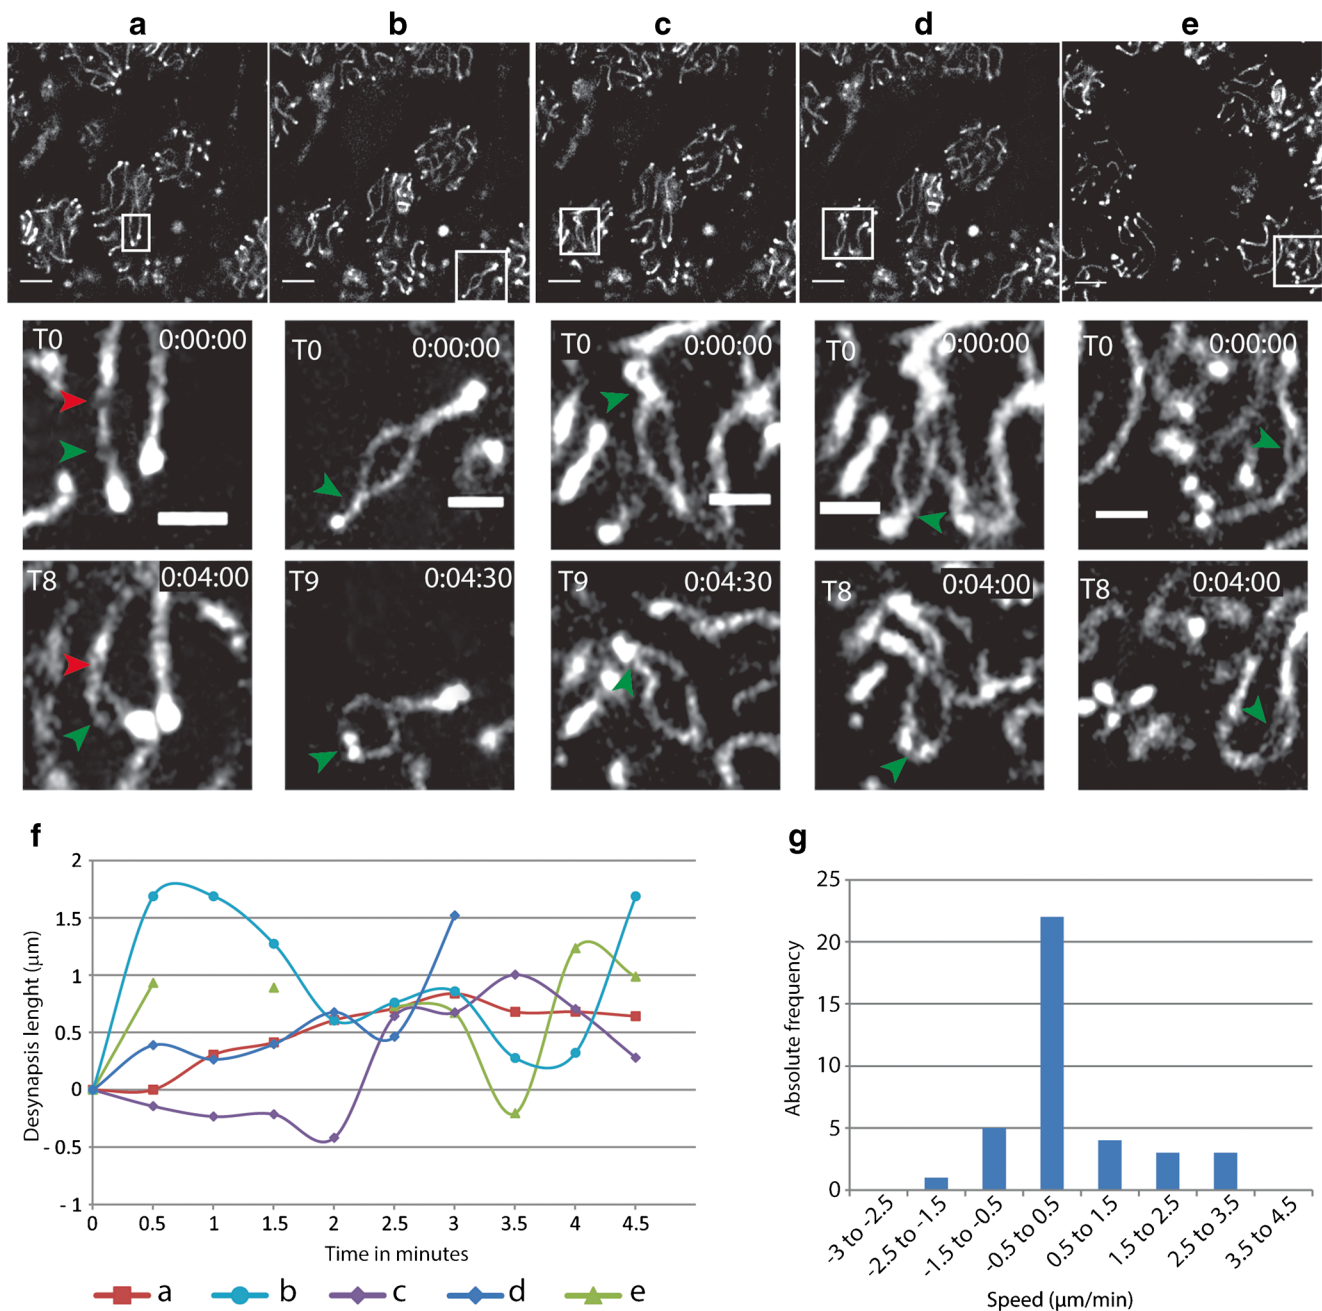 a b c d e
T0 0:00:00 T0 0:00:00 T0 0:00:00 T0 0:00:00 T0 0:00:00
T8 0:04:00 T9 0:04:30 T9 0:04:30 T8 0:04:00 T8 0:04:00
f
Desynapsis lenght (µm)
2
1.5
1
0.5
0
- 0.5
- 1
0 0.5 1 1.5 2 2.5 3 3.5 4 4.5
Time in minutes
a b c d e
g
Absolute frequency
25
20
15
10
5
0
-3 to -2.5 -2.5 to -1.5 -1.5 to -0.5 -0.5 to 0.5 0.5 to 1.5 1.5 to 2.5 2.5 to 3.5 3.5 to 4.5
Speed (µm/min)